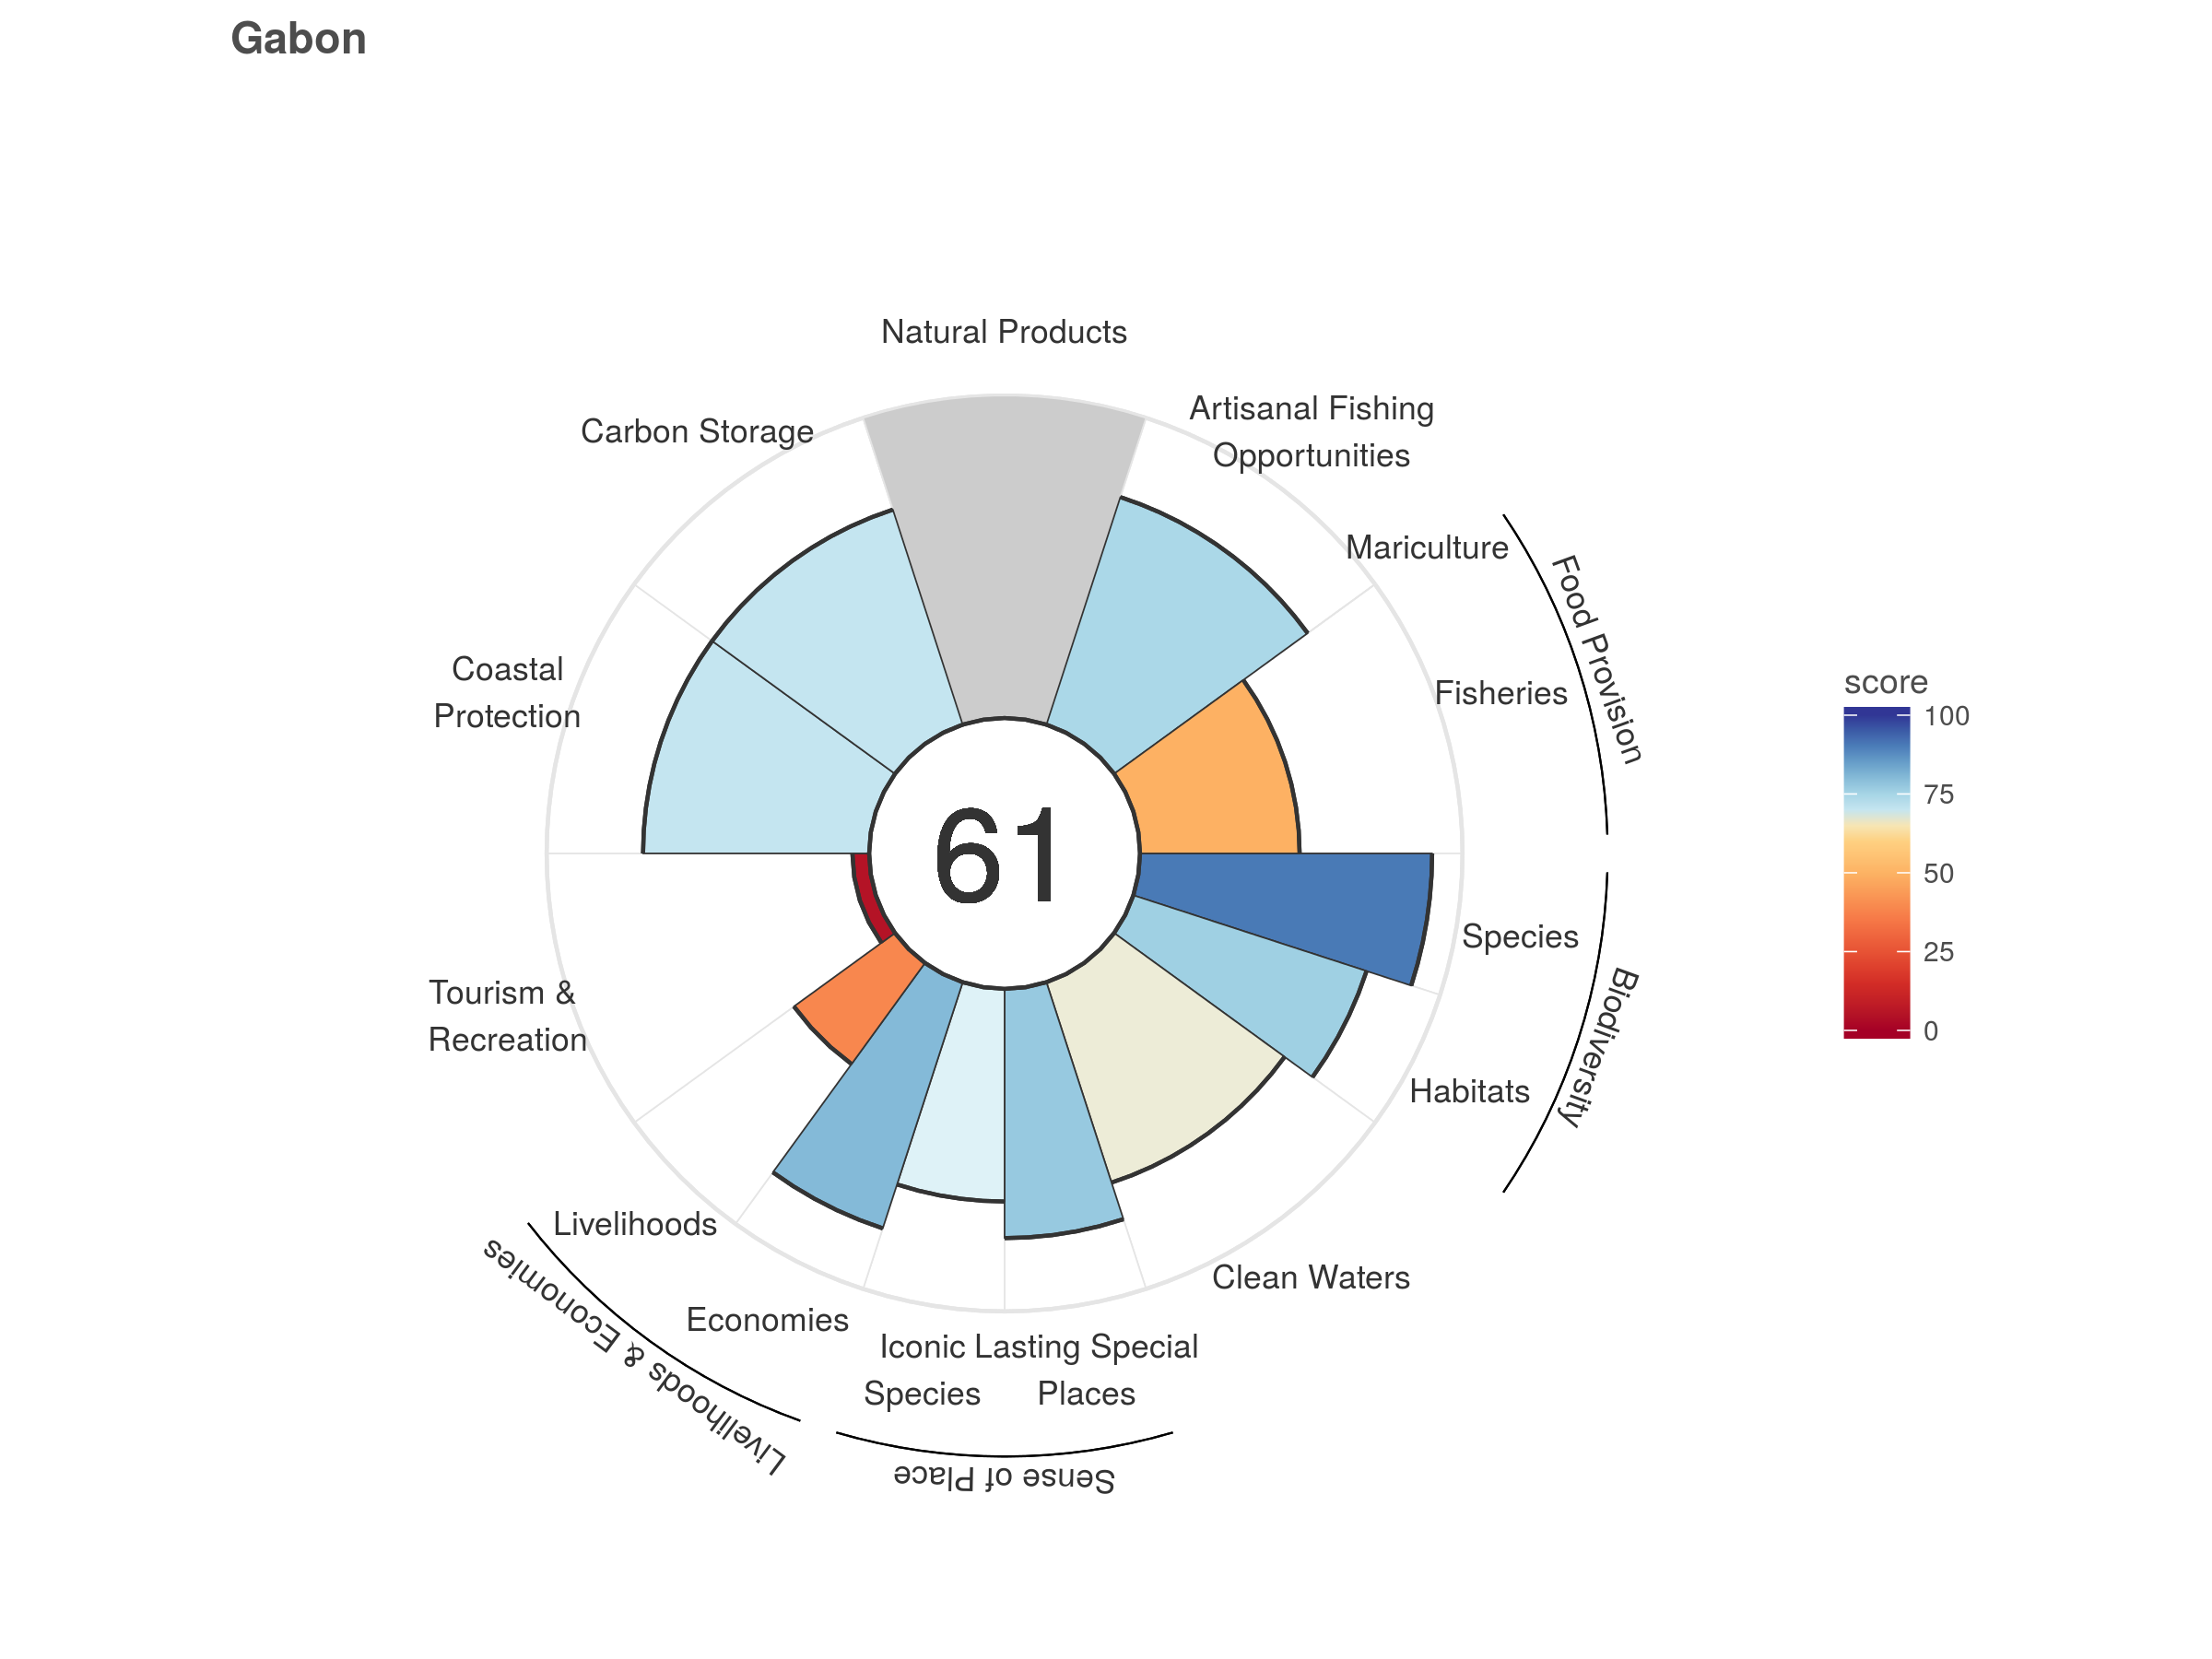 Gabon
Natural Products
Artisanal Fishing
Opportunities
Carbon Storage
Mariculture
Food Provision
Coastal
Protection
Fisheries
61
score
100
75
50
25
0
Species
Biodiversity
Tourism &
Recreation
Habitats
Livelihoods
Clean Waters
Economies
Livelihoods & Economies
Iconic
Species
Lasting Special
Places
Sense of Place